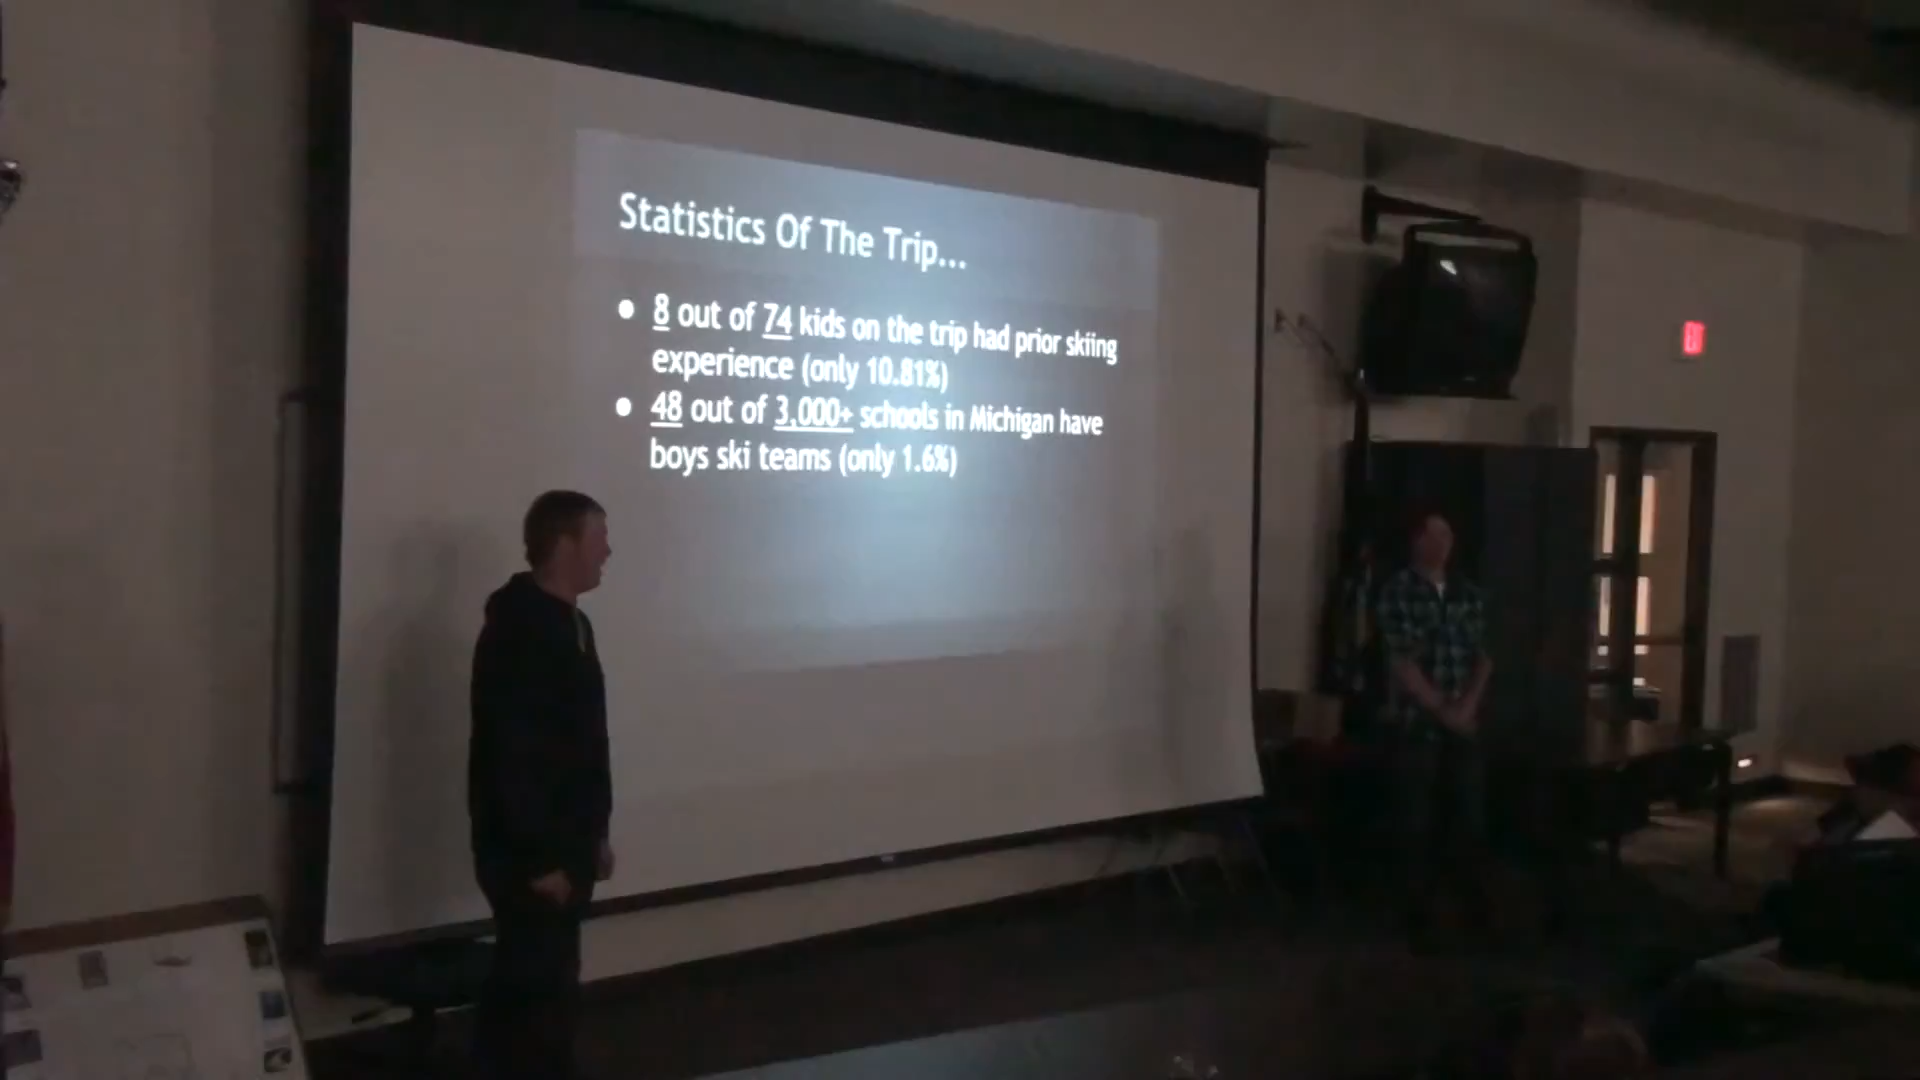 Statistics Of The Trip...
● 8 out of 74 kids on the trip had prior skiing
experience (only 10.81%)
● 48 out of 3,000+ schools in Michigan have
boys ski teams (only 1.6%)
EXIT